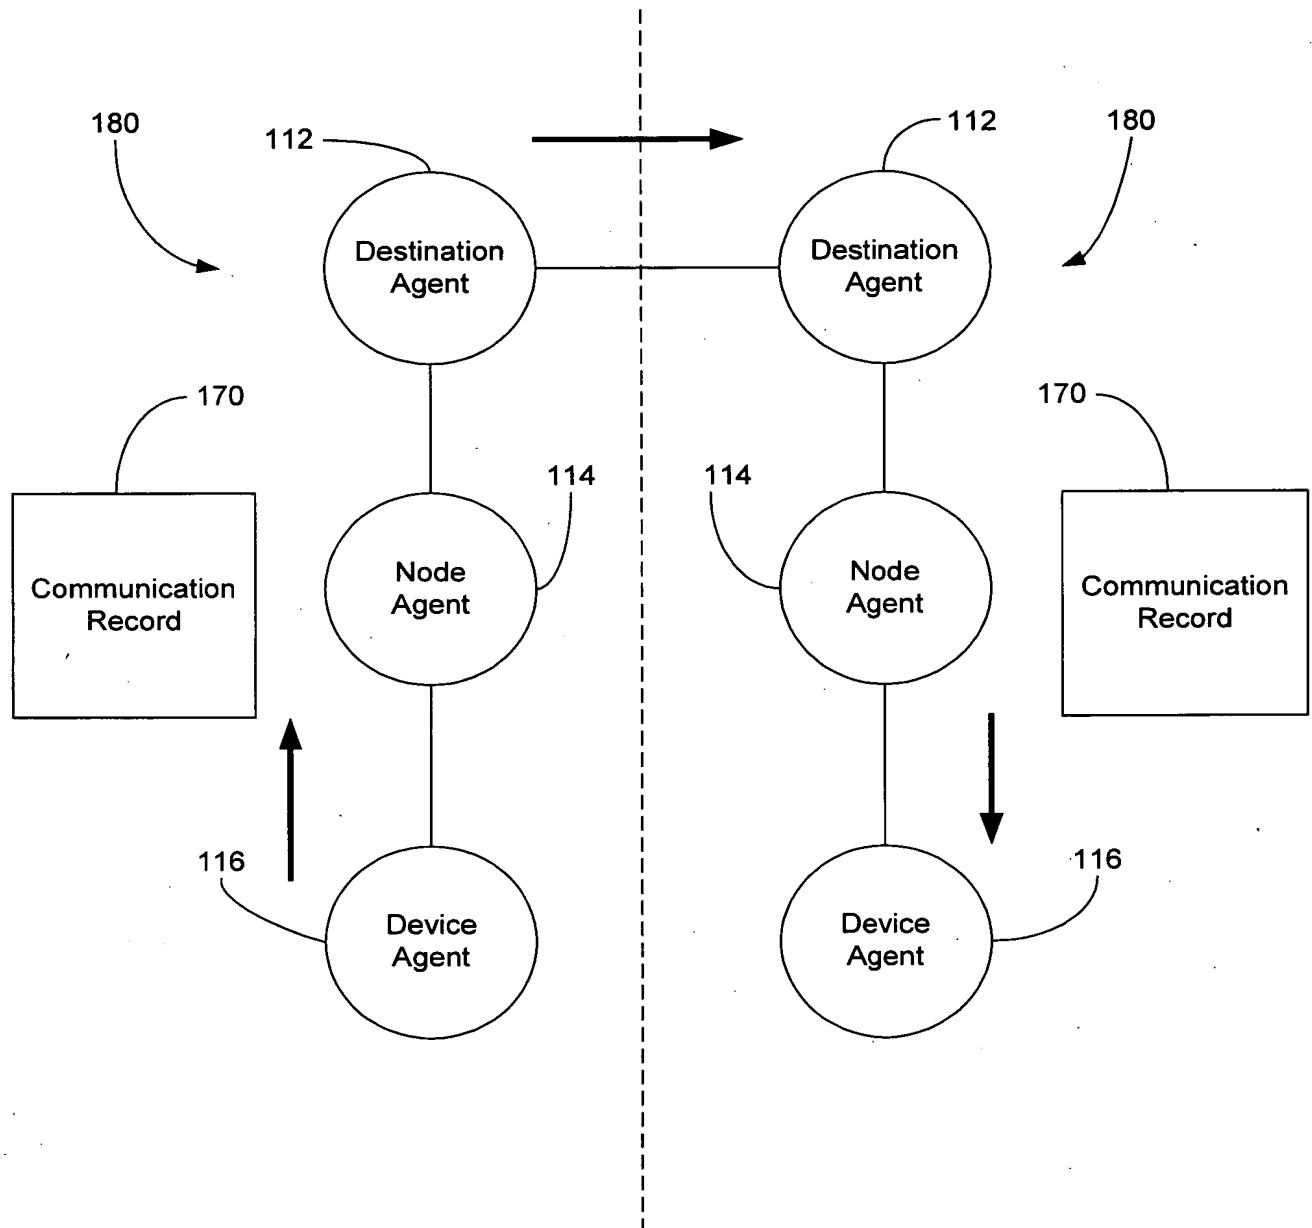 180
112
112
180
Destination
Agent
Destination
Agent
170
170
114
114
Communication
Record
Node
Agent
Node
Agent
Communication
Record
116
116
Device
Agent
Device
Agent